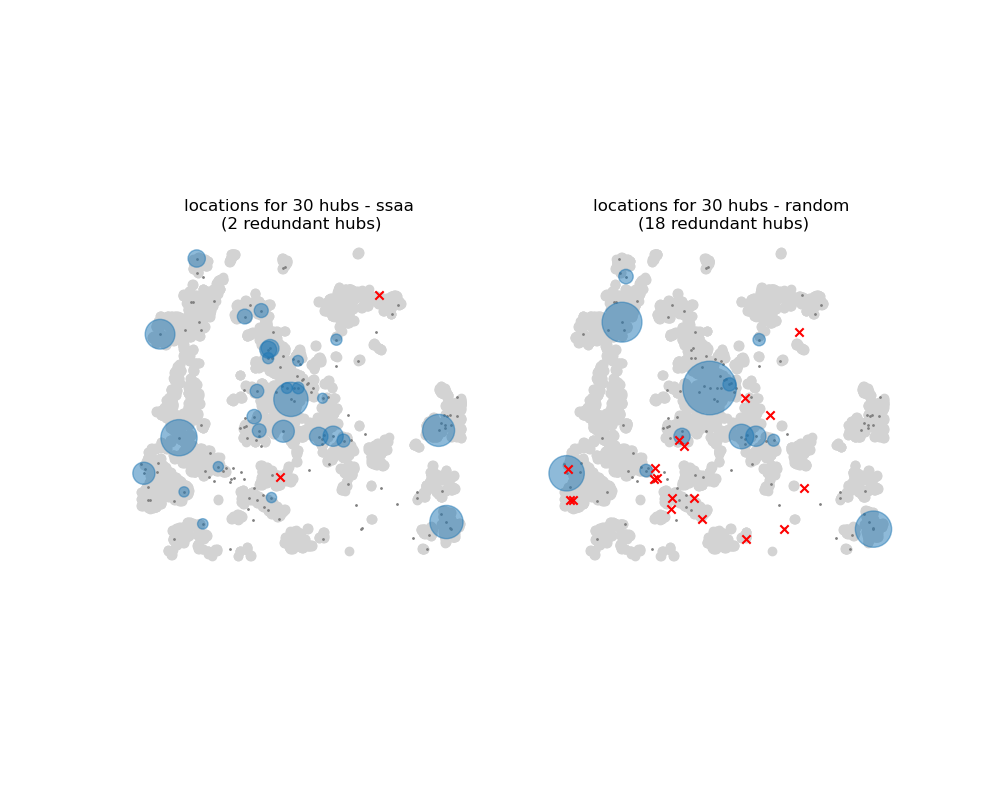 locations for 30 hubs - ssaa
(2 redundant hubs)
locations for 30 hubs - random
(18 redundant hubs)